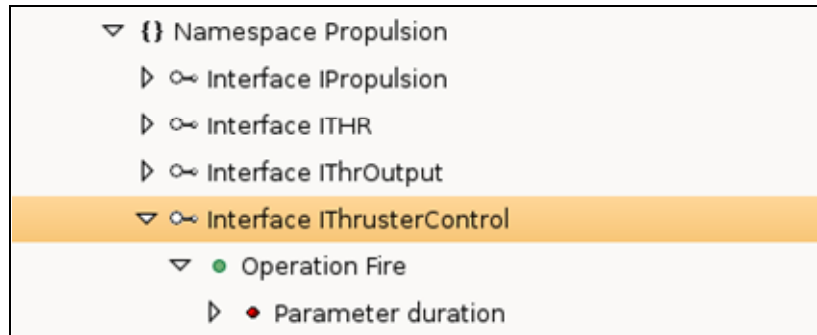 {} Namespace Propulsion
Interface IPropulsion
Interface ITHR
Interface IThrOutput
Interface IThrusterControl
Operation Fire
Parameter duration